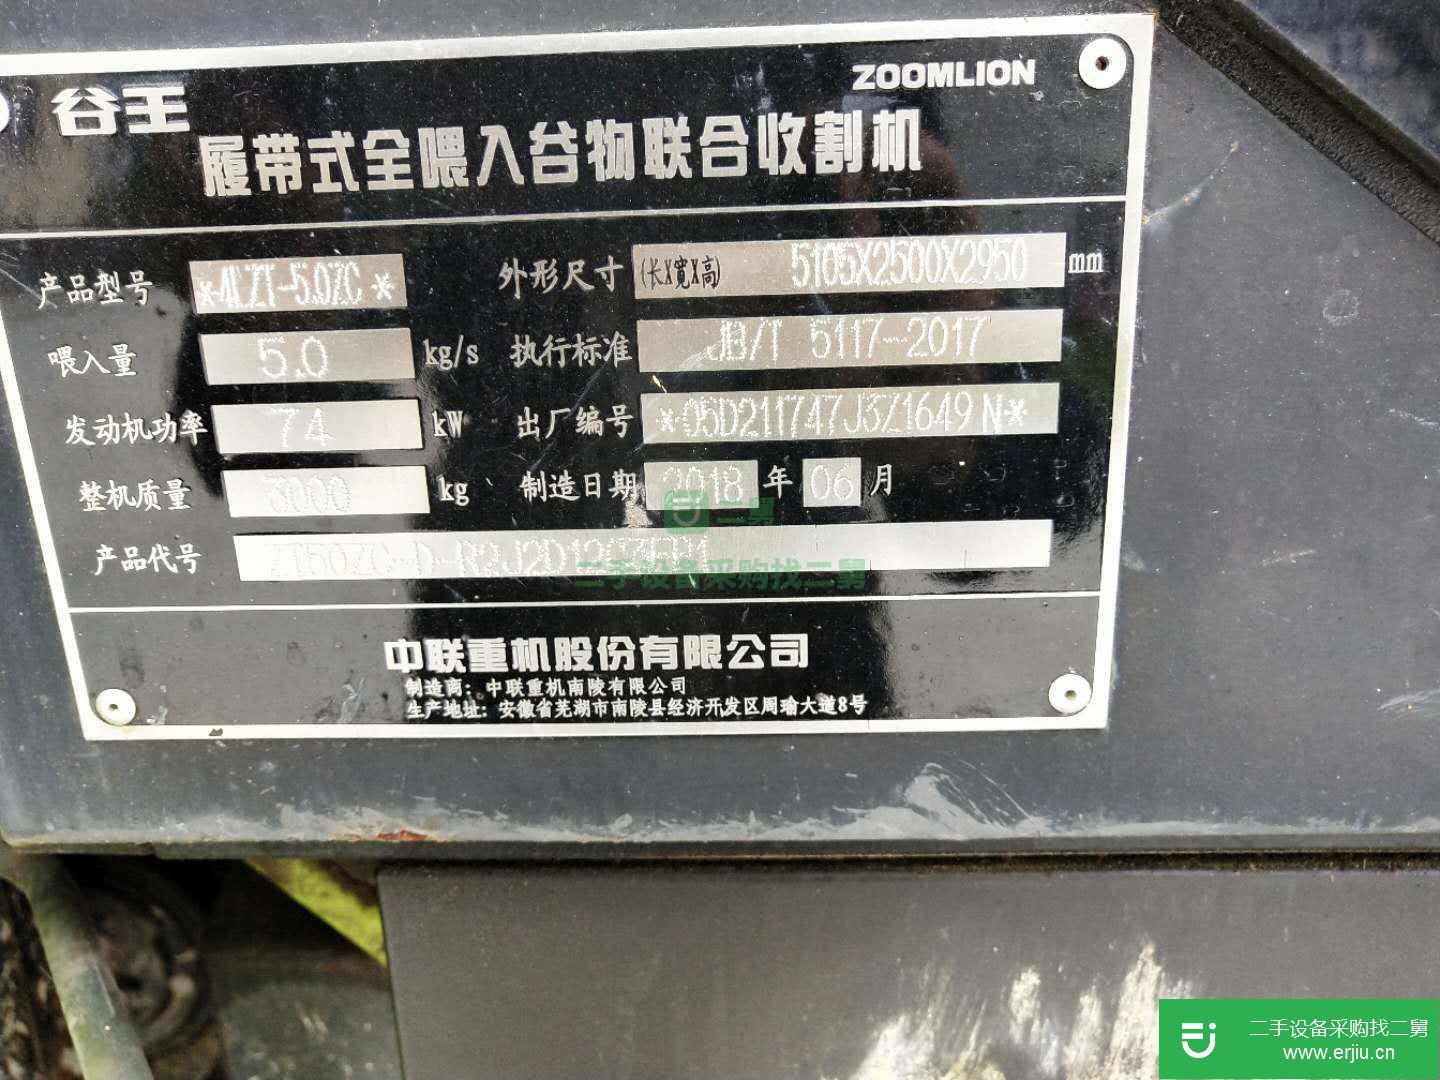 谷王
ZOOMLION
履带式全喂入谷物联合收割机
产品型号 *4LZT-5.0ZC* 外形尺寸 (长X宽X高) 5105X2500X2950 mm
喂入量 5.0 kg/s 执行标准 JB/T 5117-2017
发动机功率 74 kW 出厂编号 *05D211747J3Z1649N*
整机质量 3000 kg 制造日期 2018 年 06 月
产品代号
二舅
二手设备采购找二舅
中联重机股份有限公司
制造商：中联重机南陵有限公司
生产地址：安徽省芜湖市南陵县经济开发区周瑜大道8号
二手设备采购找二舅
www.erjiu.cn